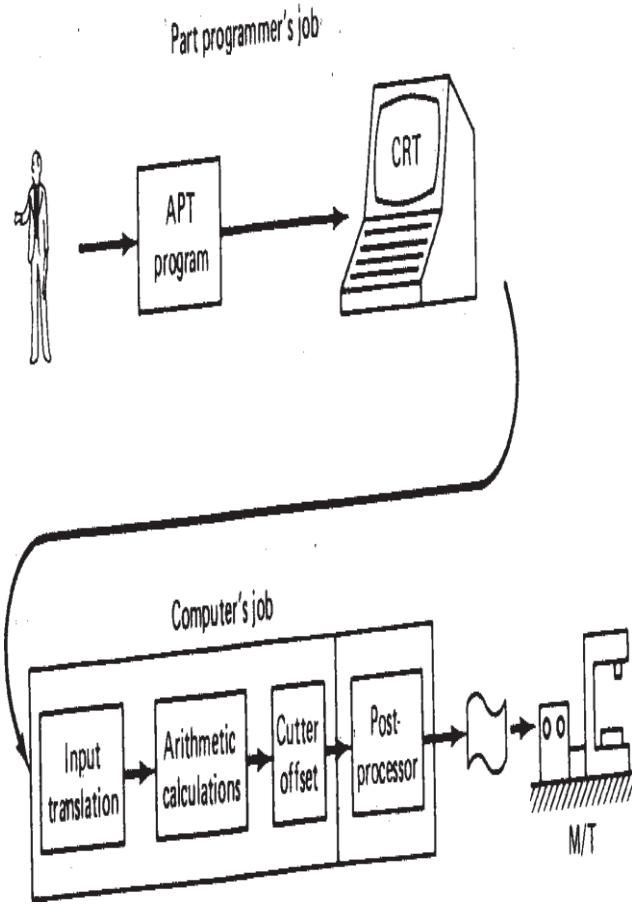 Part programmer's job
APT
program
CRT
Computer's job
Input
translation
Arithmetic
calculations
Cutter
offset
Post-
processor
M/T